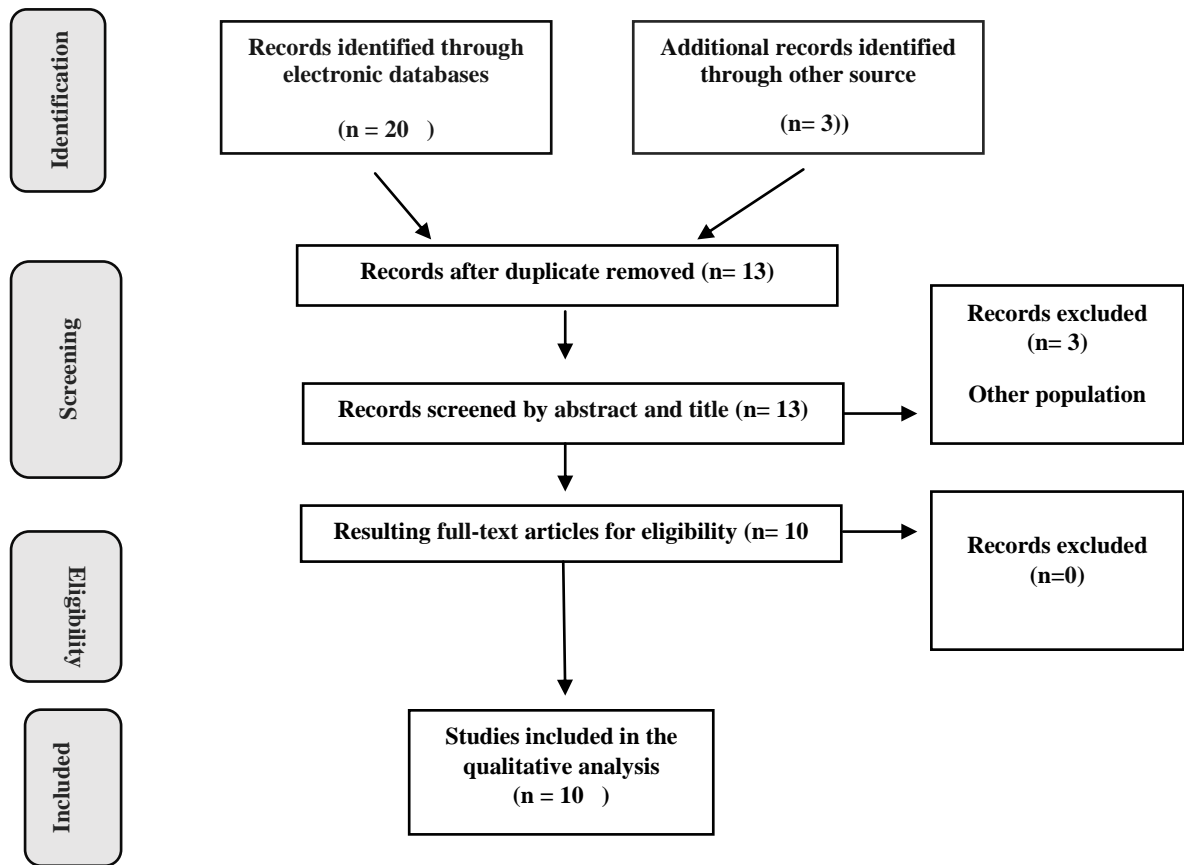 Identification
Records identified through
electronic databases
(n = 20 )
Additional records identified
through other source
(n= 3))
Screening
Records after duplicate removed (n= 13)
Records screened by abstract and title (n= 13)
Records excluded
(n= 3)
Other population
Eligibility
Resulting full-text articles for eligibility (n= 10
Records excluded
(n=0)
Included
Studies included in the
qualitative analysis
(n = 10 )